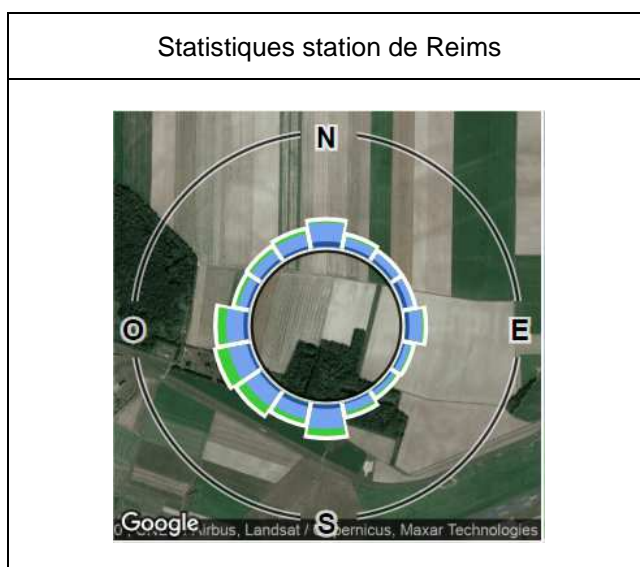 Statistiques station de Reims
N
O
E
S
Google
Airbus, Landsat / Copernicus, Maxar Technologies